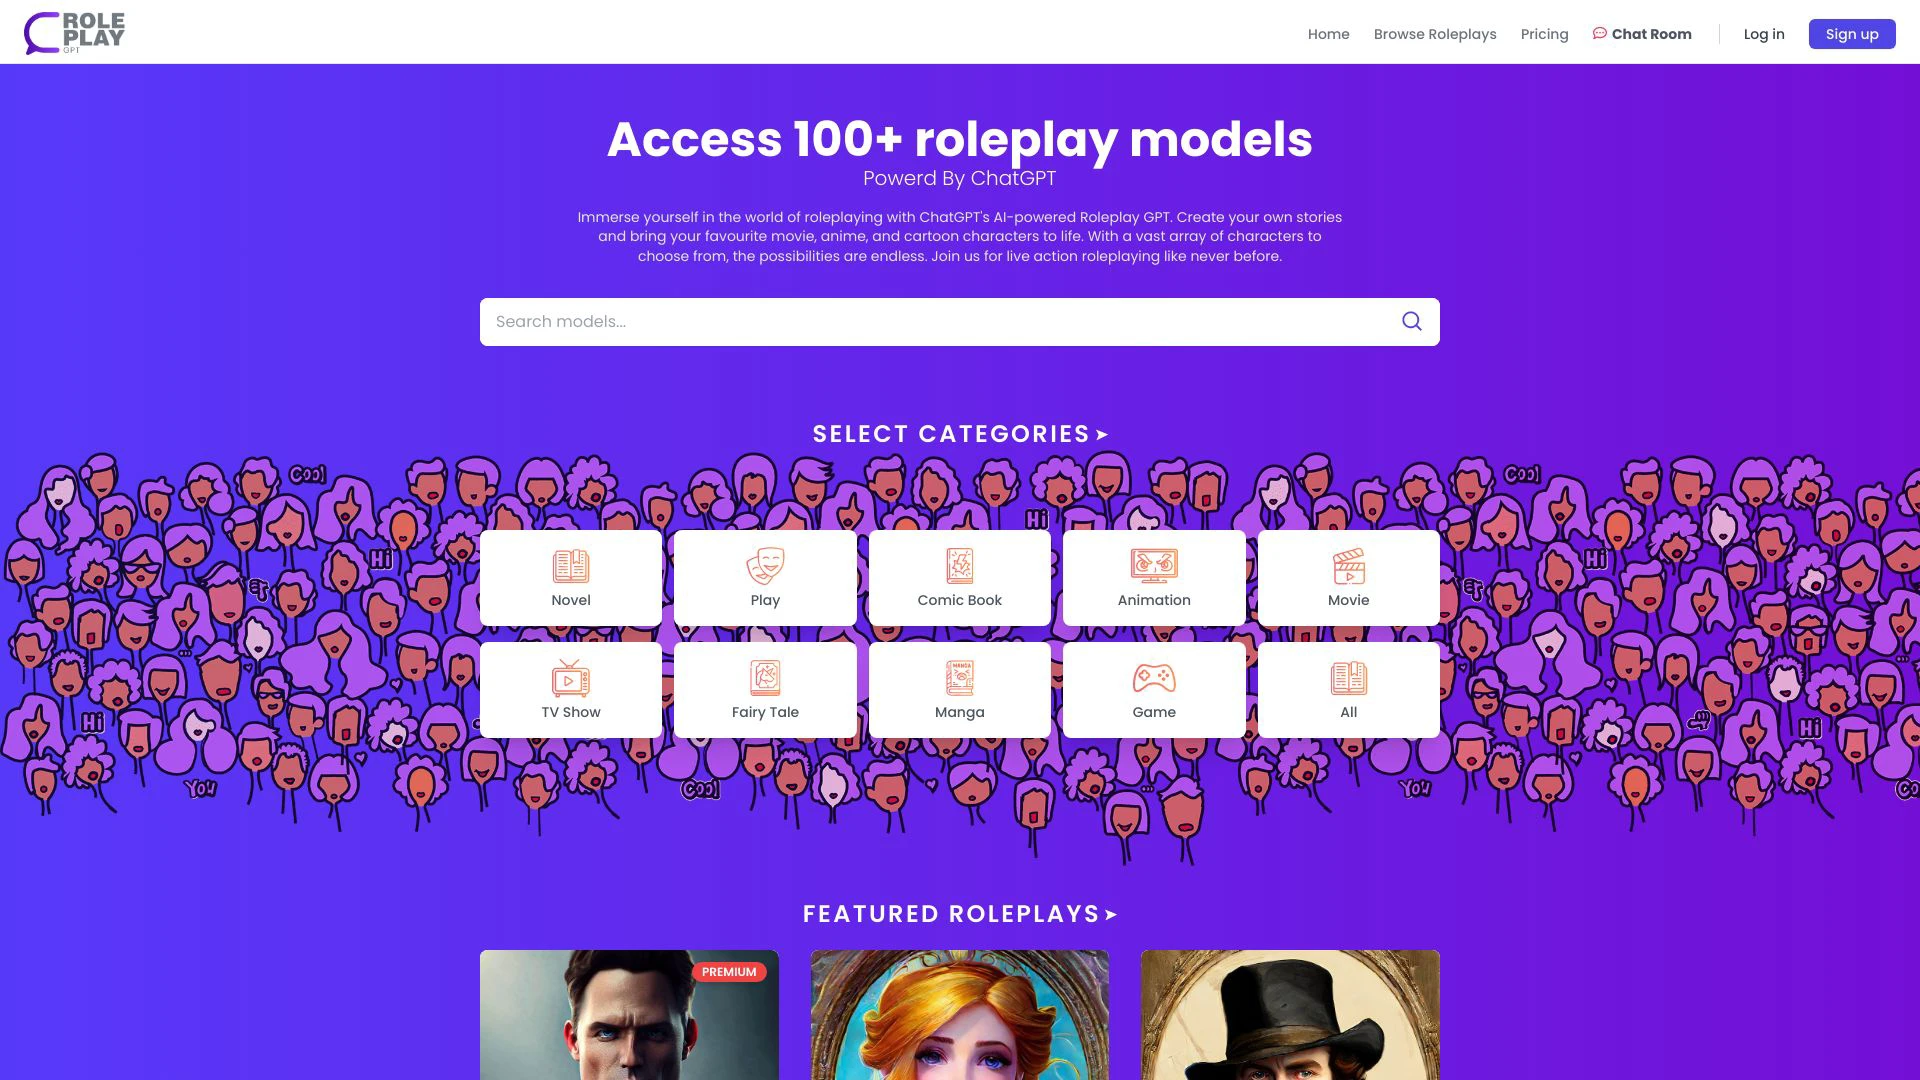 ROLE
PLAY
GPT
Home
Browse Roleplays
Pricing
Chat Room
Log in
Sign up
Access 100+ roleplay models
Powerd By ChatGPT
Immerse yourself in the world of roleplaying with ChatGPT's AI-powered Roleplay GPT. Create your own stories
and bring your favourite movie, anime, and cartoon characters to life. With a vast array of characters to
choose from, the possibilities are endless. Join us for live action roleplaying like never before.
Search models...
SELECT CATEGORIES
Cool
Cool
Hi
Hi
Hi
Novel
Play
Comic Book
Animation
Movie
MANGA
TV Show
Fairy Tale
Manga
Game
All
Hi
Hi
You
Cool
You
FEATURED ROLEPLAYS
PREMIUM